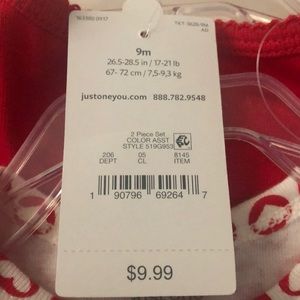 9m
26.5-28.5 in / 17-21 lb
67- 72 cm / 7,5-9,3 kg
justoneyou.com 888.782.9548
2 Piece Set
COLOR ASST
STYLE 519G953
206 05 8145
DEPT CL ITEM
1 90796 69264 7
$9.99